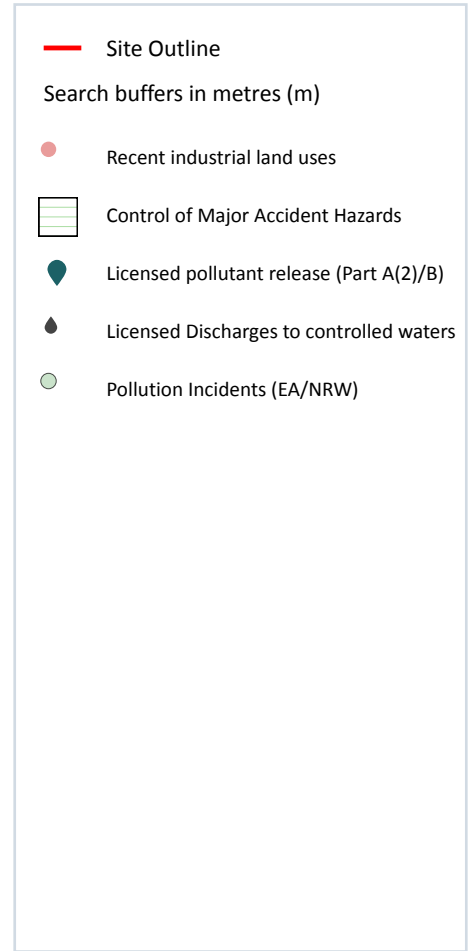 Site Outline
Search buffers in metres (m)
Recent industrial land uses
Control of Major Accident Hazards
Licensed pollutant release (Part A(2)/B)
Licensed Discharges to controlled waters
Pollution Incidents (EA/NRW)